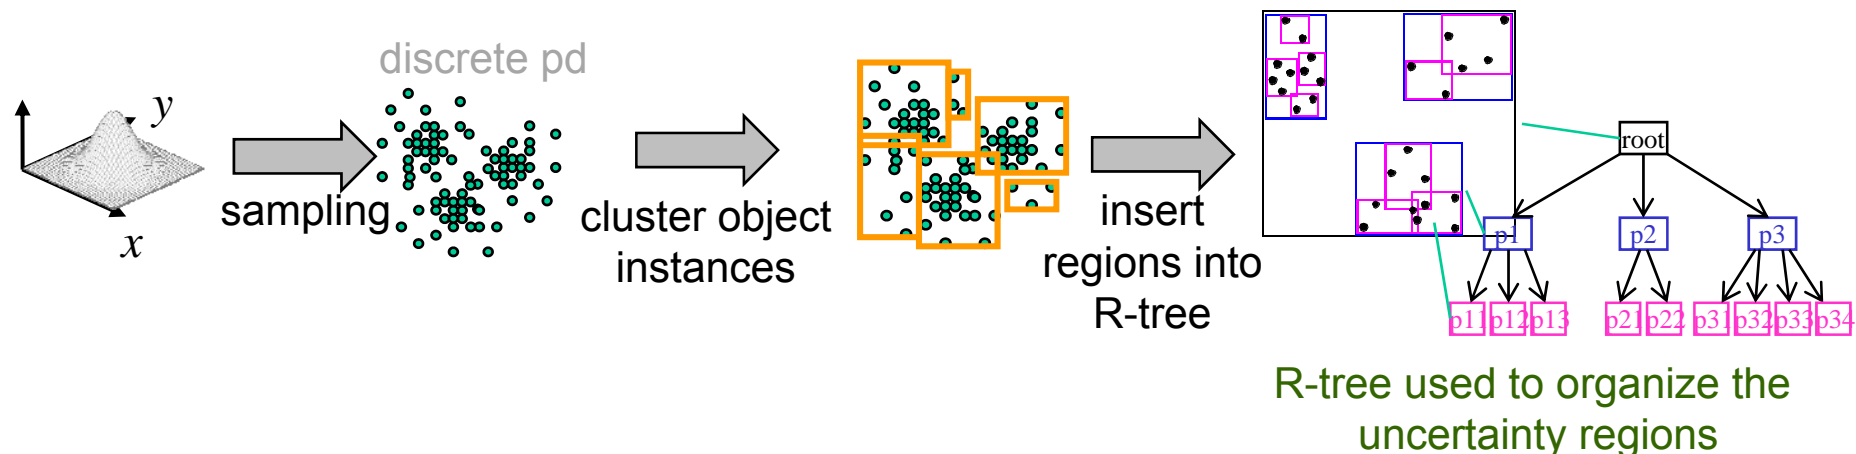 discrete pd
y
x
sampling
cluster object
instances
insert
regions into
R-tree
root
p1 p2 p3
p11 p12 p13 p21 p22 p31 p32 p33 p34
R-tree used to organize the
uncertainty regions